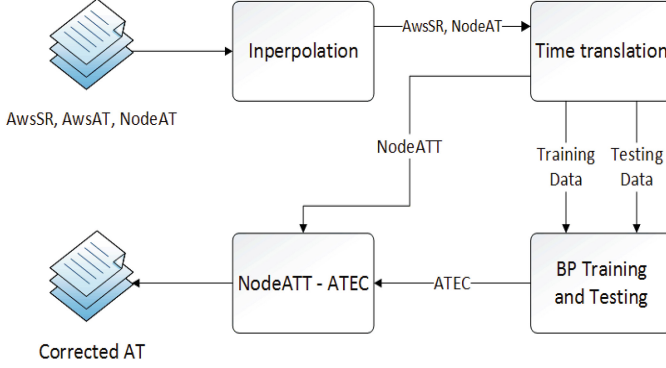 AwsSR, AwsAT, NodeAT
Inperpolation
AwsSR, NodeAT
Time translation
NodeATT
Training
Data
Testing
Data
BP Training
and Testing
ATEC
NodeATT - ATEC
Corrected AT